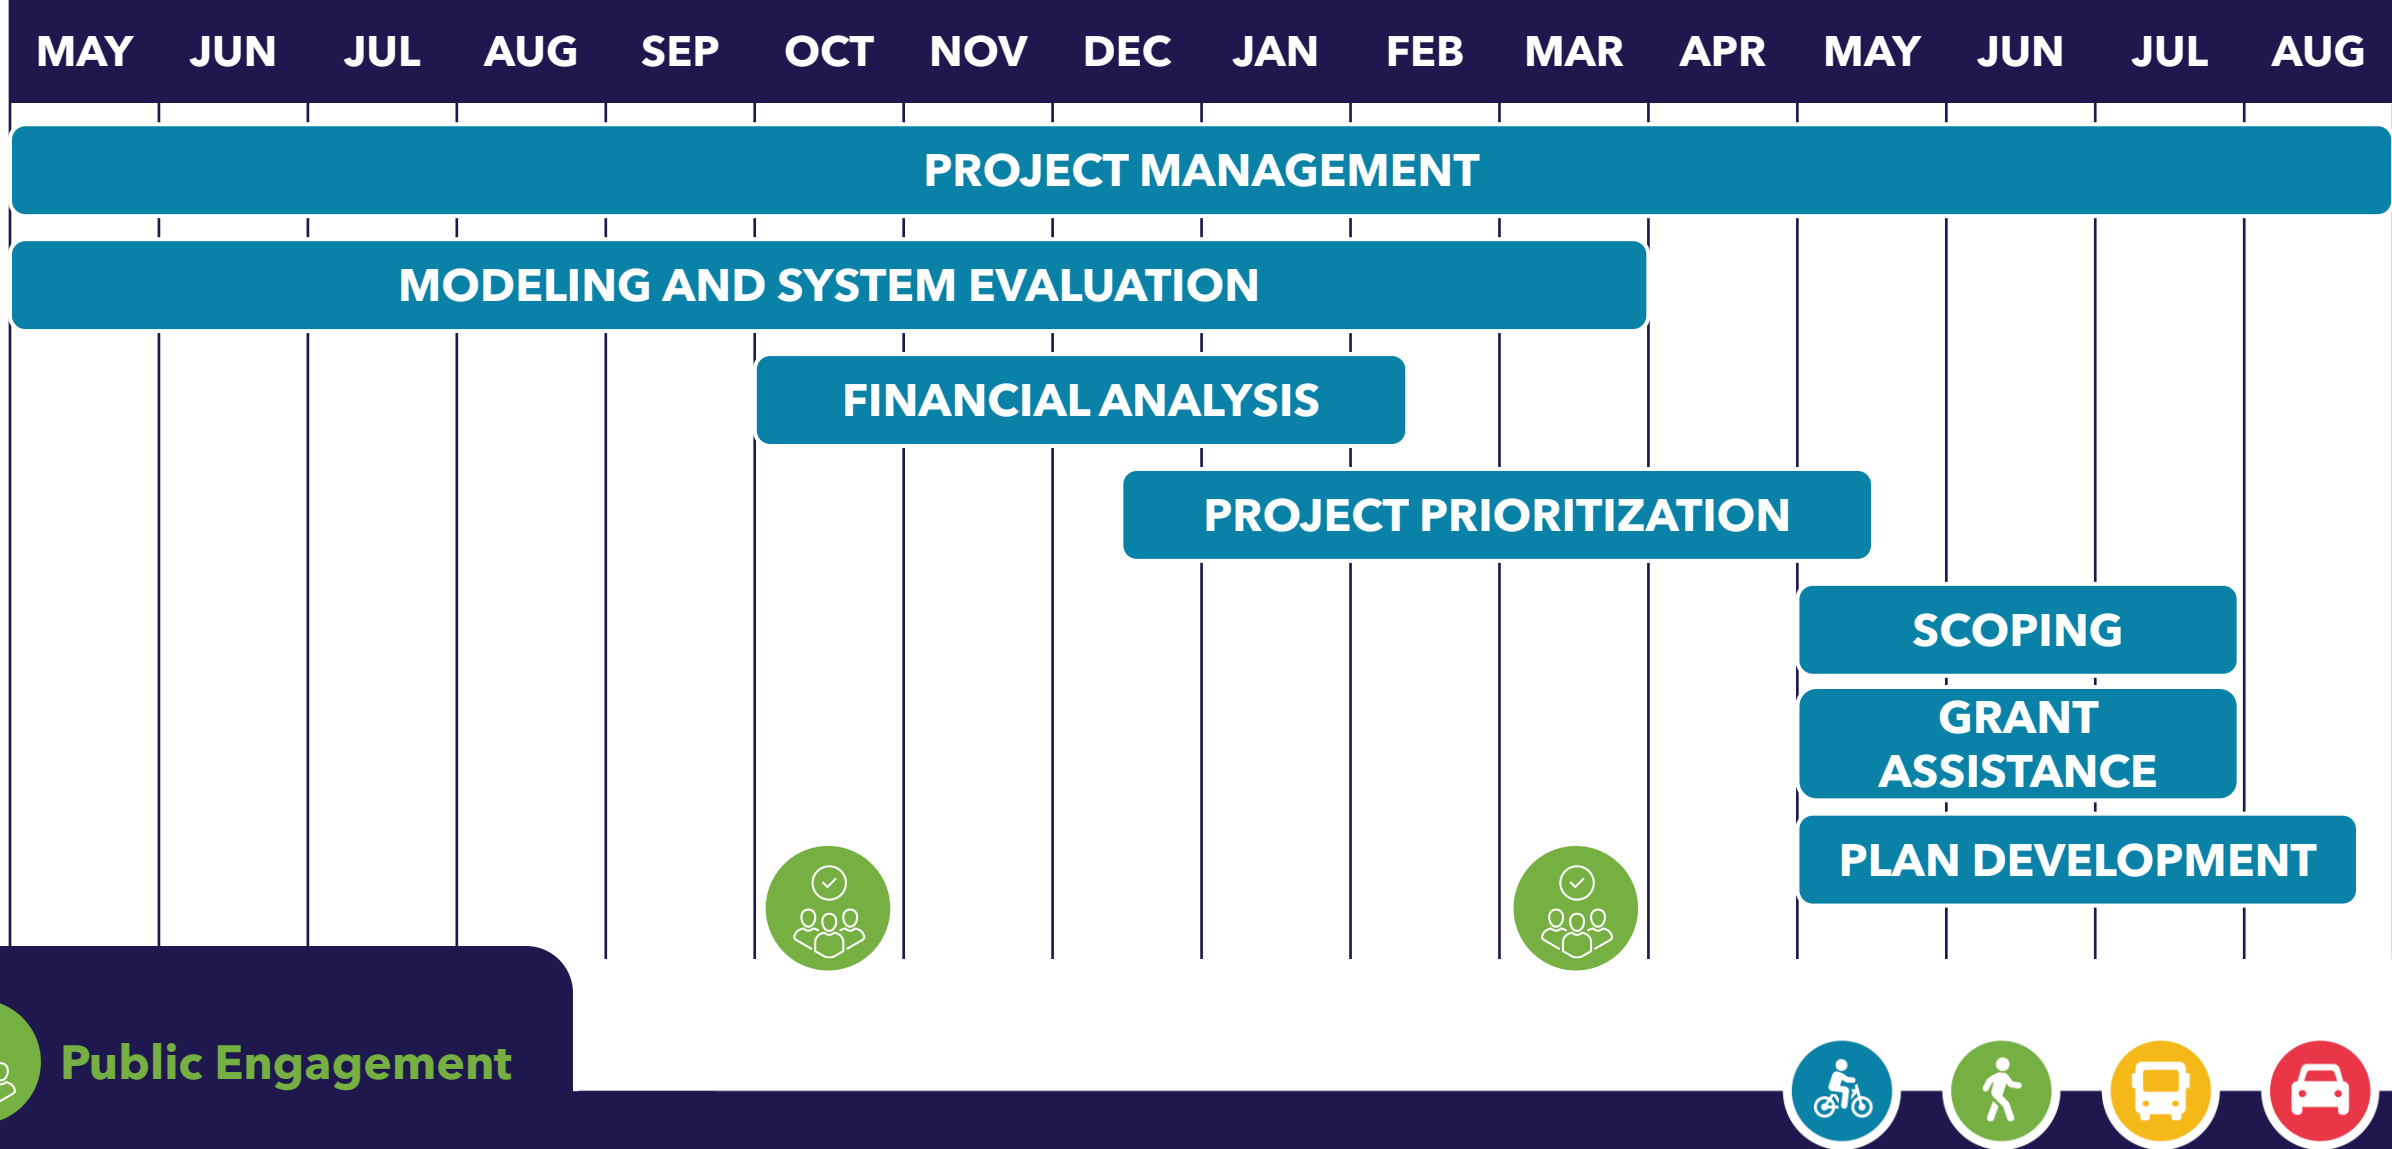 MAY JUN JUL AUG SEP OCT NOV DEC JAN FEB MAR APR MAY JUN JUL AUG
PROJECT MANAGEMENT
MODELING AND SYSTEM EVALUATION
FINANCIAL ANALYSIS
PROJECT PRIORITIZATION
SCOPING
GRANT
ASSISTANCE
PLAN DEVELOPMENT
Public Engagement